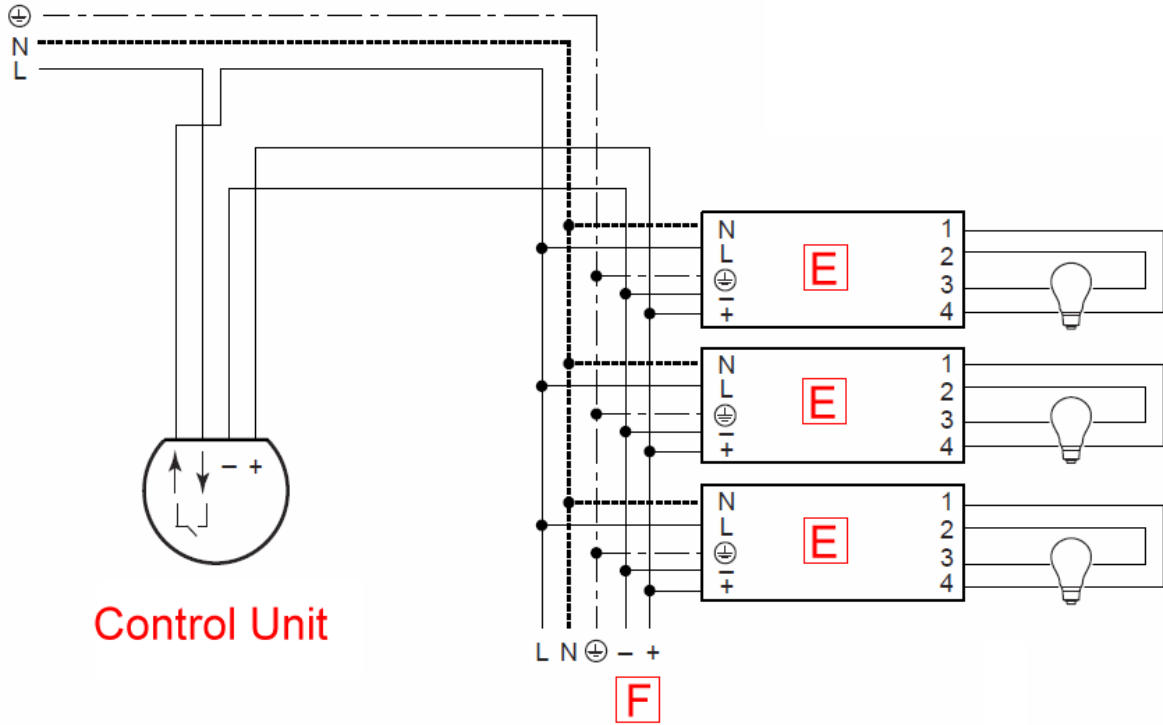 ⏚
N
L
N 1
L E 2
⏚ 3
− 4
+
N 1
L E 2
⏚ 3
− 4
+
− +
N 1
L E 2
⏚ 3
− 4
+
Control Unit
L N ⏚ − +
F